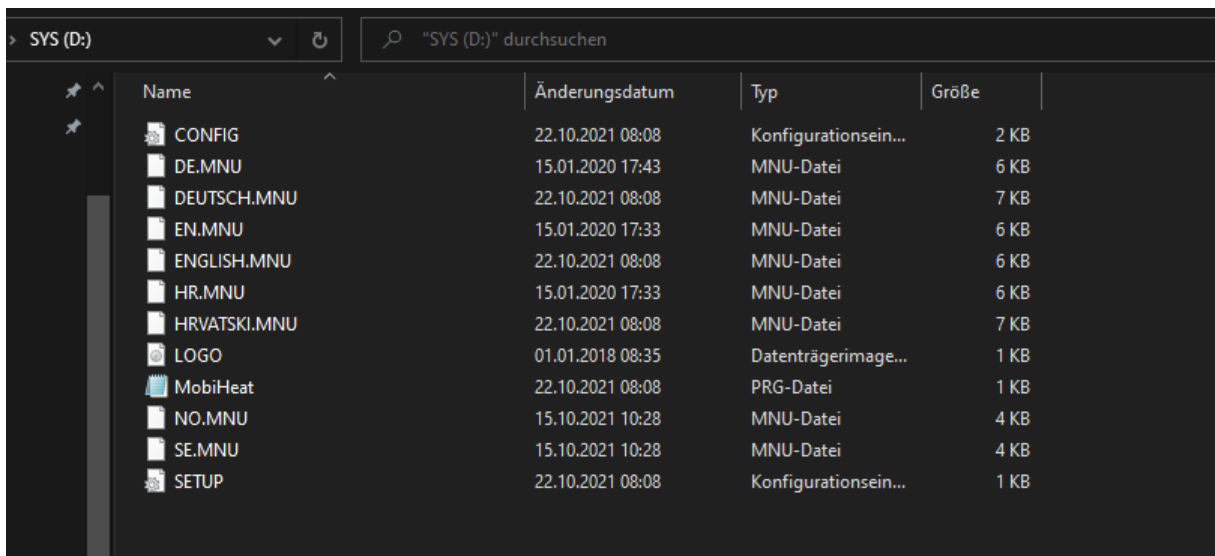 SYS (D:) "SYS (D:)" durchsuchen
Name Änderungsdatum Typ Größe
CONFIG 22.10.2021 08:08 Konfigurationsein... 2 KB
DE.MNU 15.01.2020 17:43 MNU-Datei 6 KB
DEUTSCH.MNU 22.10.2021 08:08 MNU-Datei 7 KB
EN.MNU 15.01.2020 17:33 MNU-Datei 6 KB
ENGLISH.MNU 22.10.2021 08:08 MNU-Datei 6 KB
HR.MNU 15.01.2020 17:33 MNU-Datei 6 KB
HRVATSKI.MNU 22.10.2021 08:08 MNU-Datei 7 KB
LOGO 01.01.2018 08:35 Datenträgerimage... 1 KB
MobiHeat 22.10.2021 08:08 PRG-Datei 1 KB
NO.MNU 15.10.2021 10:28 MNU-Datei 4 KB
SE.MNU 15.10.2021 10:28 MNU-Datei 4 KB
SETUP 22.10.2021 08:08 Konfigurationsein... 1 KB